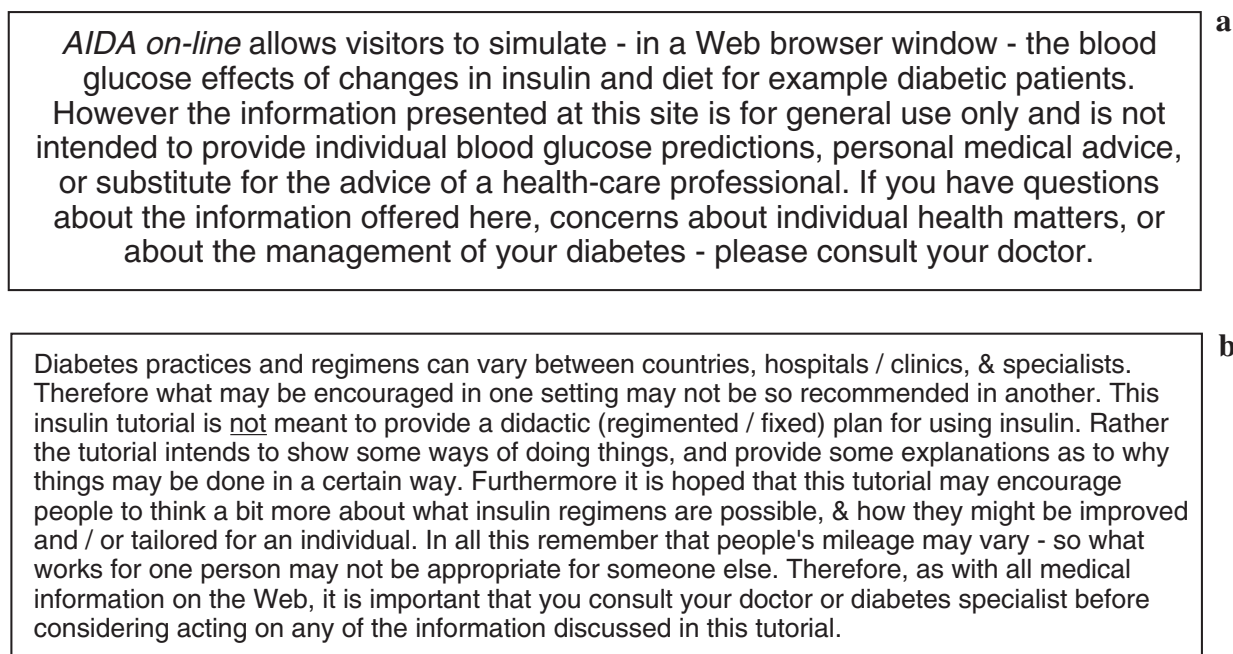 a
AIDA on-line allows visitors to simulate - in a Web browser window - the blood
glucose effects of changes in insulin and diet for example diabetic patients.
However the information presented at this site is for general use only and is not
intended to provide individual blood glucose predictions, personal medical advice,
or substitute for the advice of a health-care professional. If you have questions
about the information offered here, concerns about individual health matters, or
about the management of your diabetes - please consult your doctor.
b
Diabetes practices and regimens can vary between countries, hospitals / clinics, & specialists.
Therefore what may be encouraged in one setting may not be so recommended in another. This
insulin tutorial is not meant to provide a didactic (regimented / fixed) plan for using insulin. Rather
the tutorial intends to show some ways of doing things, and provide some explanations as to why
things may be done in a certain way. Furthermore it is hoped that this tutorial may encourage
people to think a bit more about what insulin regimens are possible, & how they might be improved
and / or tailored for an individual. In all this remember that people's mileage may vary - so what
works for one person may not be appropriate for someone else. Therefore, as with all medical
information on the Web, it is important that you consult your doctor or diabetes specialist before
considering acting on any of the information discussed in this tutorial.